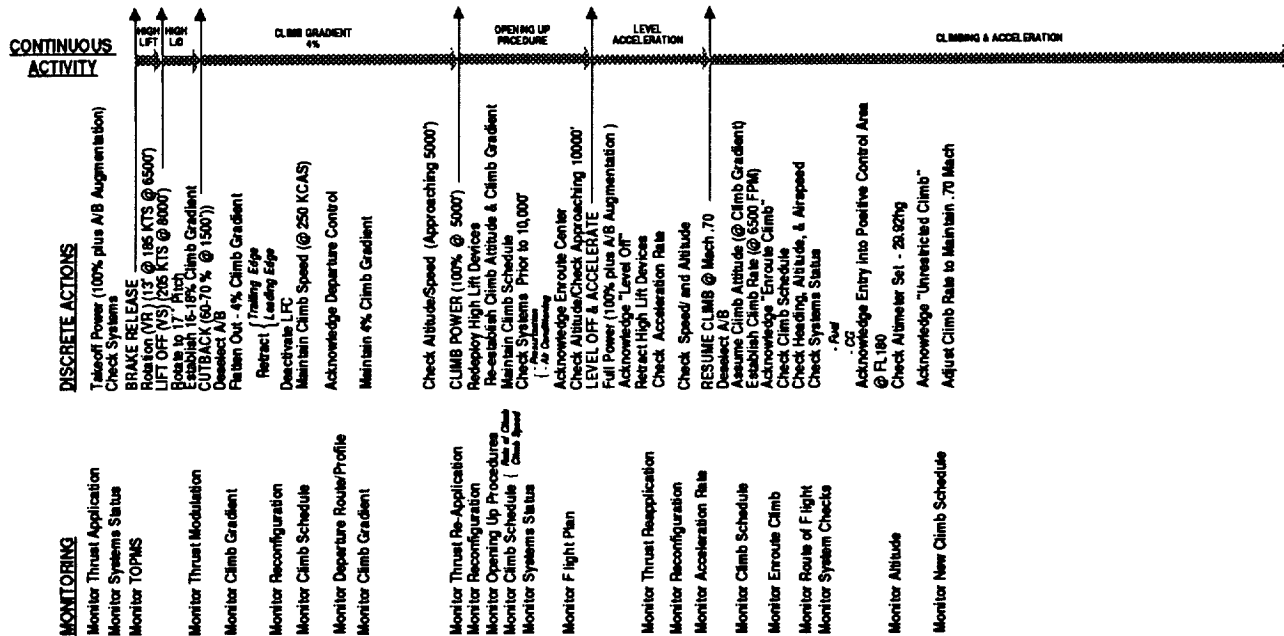 CONTINUOUS
ACTIVITY
HIGH
LIFT
HIGH
L/D
CLIMB GRADIENT
4%
OPENING UP
PRCEDURE
LEVEL
ACCELERATION
CLIMBING & ACCELERATION
DISCRETE ACTIONS
Takeoff Power (100% plus A/B Augmentation)
Check Systems
BRAKE RELEASE
Rotation (VR) (13° @ 185 KTS @ 6500')
LIFT OFF (VS) (205 KTS @ 8000')
Rotate to 17° Pitch
Establish 16-18% Climb Gradient
CUTBACK (60-70 % @ 1500'))
Deselect A/B
Flatten Out - 4% Climb Gradient
Retract { Trailing Edge
Leading Edge
Deactivate LFC
Maintain Climb Speed (@ 250 KCAS)
Acknowledge Departure Control
Maintain 4% Climb Gradient
Check Altitude/Speed (Approaching 5000')
CLIMB POWER (100% @ 5000')
Redeploy High Lift Devices
Re-establish Climb Attitude & Climb Gradient
Maintain Climb Schedule
Check Systems Prior to 10,000'
{ - Pressurization
- Air Conditioning
Acknowledge Enroute Center
Check Altitude/Check Approaching 10000'
LEVEL OFF & ACCELERATE
Full Power (100% plus A/B Augmentation )
Acknowledge "Level Off"
Retract High Lift Devices
Check Acceleration Rate
Check Speed/ and Altitude
RESUME CLIMB @ Mach .70
Deselect A/B
Assume Climb Attitude (@ Climb Gradient)
Establish Climb Rate (@ 6500 FPM)
Acknowledge "Enroute Climb"
Check Climb Schedule
Check Heading, Altitude, & Airspeed
Check Systems Status
- Fuel
- CG
Acknowledge Entry into Positive Control Area
@ FL180
Check Altimeter Set - 29.92hg
Acknowledge "Unrestricted Climb"
Adjust Climb Rate to Maintain .70 Mach
MONITORING
Monitor Thrust Application
Monitor Systems Status
Monitor TOPMS
Monitor Thrust Modulation
Monitor Climb Gradient
Monitor Reconfiguration
Monitor Climb Schedule
Monitor Departure Route/Profile
Monitor Climb Gradient
Monitor Thrust Re-Application
Monitor Reconfiguration
Monitor Opening Up Procedures
Monitor Climb Schedule { Rate of Climb
Climb Speed
Monitor Systems Status
Monitor Flight Plan
Monitor Thrust Reapplication
Monitor Reconfiguration
Monitor Acceleration Rate
Monitor Climb Schedule
Monitor Enroute Climb
Monitor Route of Flight
Monitor System Checks
Monitor Altitude
Monitor New Climb Schedule